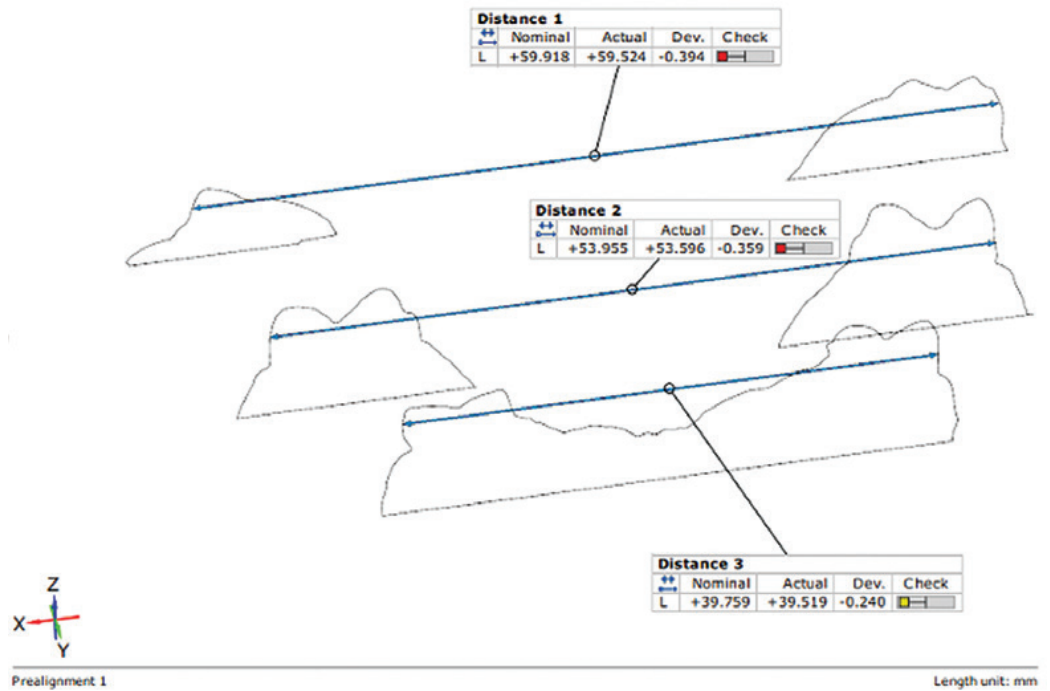 Distance 1
Nominal Actual Dev. Check
L +59.918 +59.524 -0.394
Distance 2
Nominal Actual Dev. Check
L +53.955 +53.596 -0.359
Distance 3
Nominal Actual Dev. Check
L +39.759 +39.519 -0.240
Z
X
Y
Prealignment 1 Length unit: mm